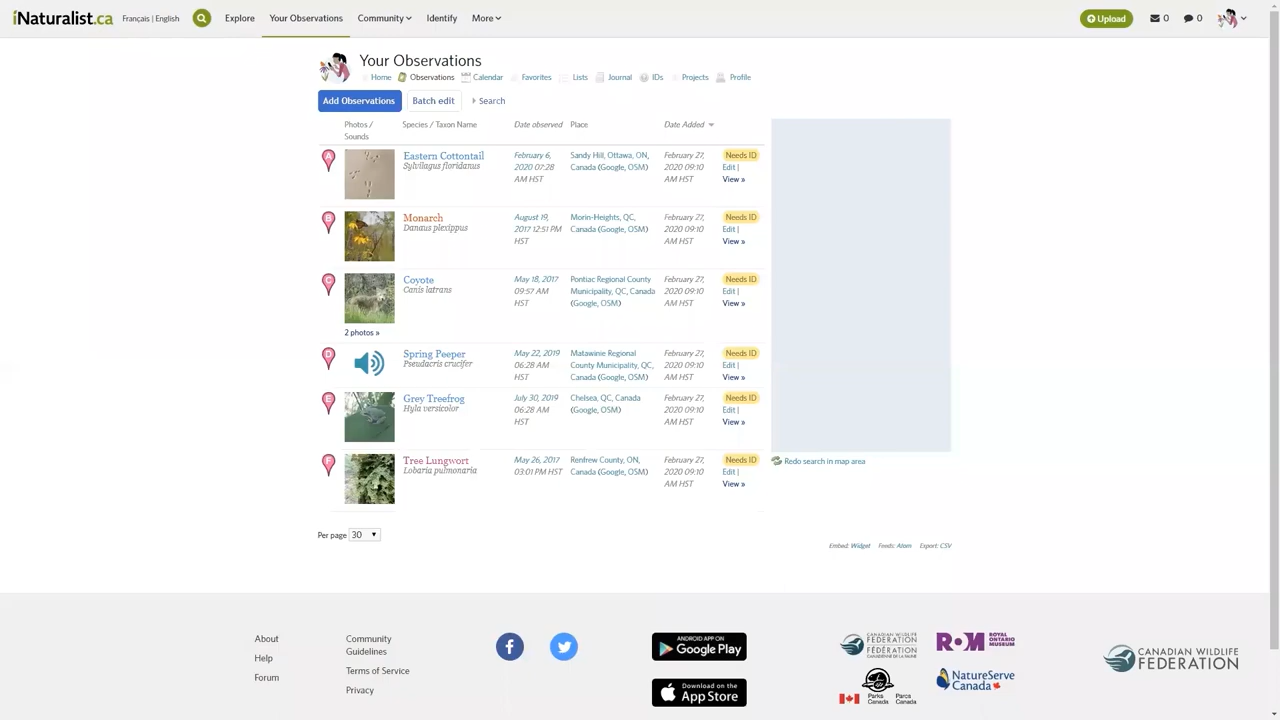 iNaturalist.ca Français | English Explore Your Observations Community Identify More Upload 0 0
Your Observations
Home Observations Calendar Favorites Lists Journal IDs Projects Profile
Add Observations Batch edit Search
Photos / Sounds Species / Taxon Name Date observed Place Date Added
A Eastern Cottontail February 6, Sandy Hill, Ottawa, ON, February 27, Needs ID
Sylvilagus floridanus 2020 07:28 Canada (Google, OSM) 2020 09:10 Edit |
AM HST AM HST View »
B Monarch August 19, Morin-Heights, QC, February 27, Needs ID
Danaus plexippus 2017 12:51 PM Canada (Google, OSM) 2020 09:10 Edit |
HST AM HST View »
C Coyote May 18, 2017 Pontiac Regional County February 27, Needs ID
Canis latrans 09:57 AM Municipality, QC, Canada 2020 09:10 Edit |
HST (Google, OSM) AM HST View »
2 photos »
D Spring Peeper May 22, 2019 Matawinie Regional February 27, Needs ID
Pseudacris crucifer 06:28 AM County Municipality, QC, 2020 09:10 Edit |
HST Canada (Google, OSM) AM HST View »
E Grey Treefrog July 30, 2019 Chelsea, QC, Canada February 27, Needs ID
Hyla versicolor 06:28 AM (Google, OSM) 2020 09:10 Edit |
HST AM HST View »
F Tree Lungwort May 26, 2017 Renfrew County, ON, February 27, Needs ID
Lobaria pulmonaria 03:01 PM HST Canada (Google, OSM) 2020 09:10 Edit |
AM HST View »
Redo search in map area
Per page 30
Embed: Widget Feeds: Atom Export: CSV
About
Help
Forum
Community
Guidelines
Terms of Service
Privacy
ANDROID APP ON
Google Play
Download on the
App Store
CANADIAN WILDLIFE
FEDERATION
FÉDÉRATION
CANADIENNE DE LA FAUNE
ROM ROYAL
ONTARIO
MUSEUM
Parks Parcs
Canada Canada
NatureServe
Canada
CANADIAN WILDLIFE
FEDERATION